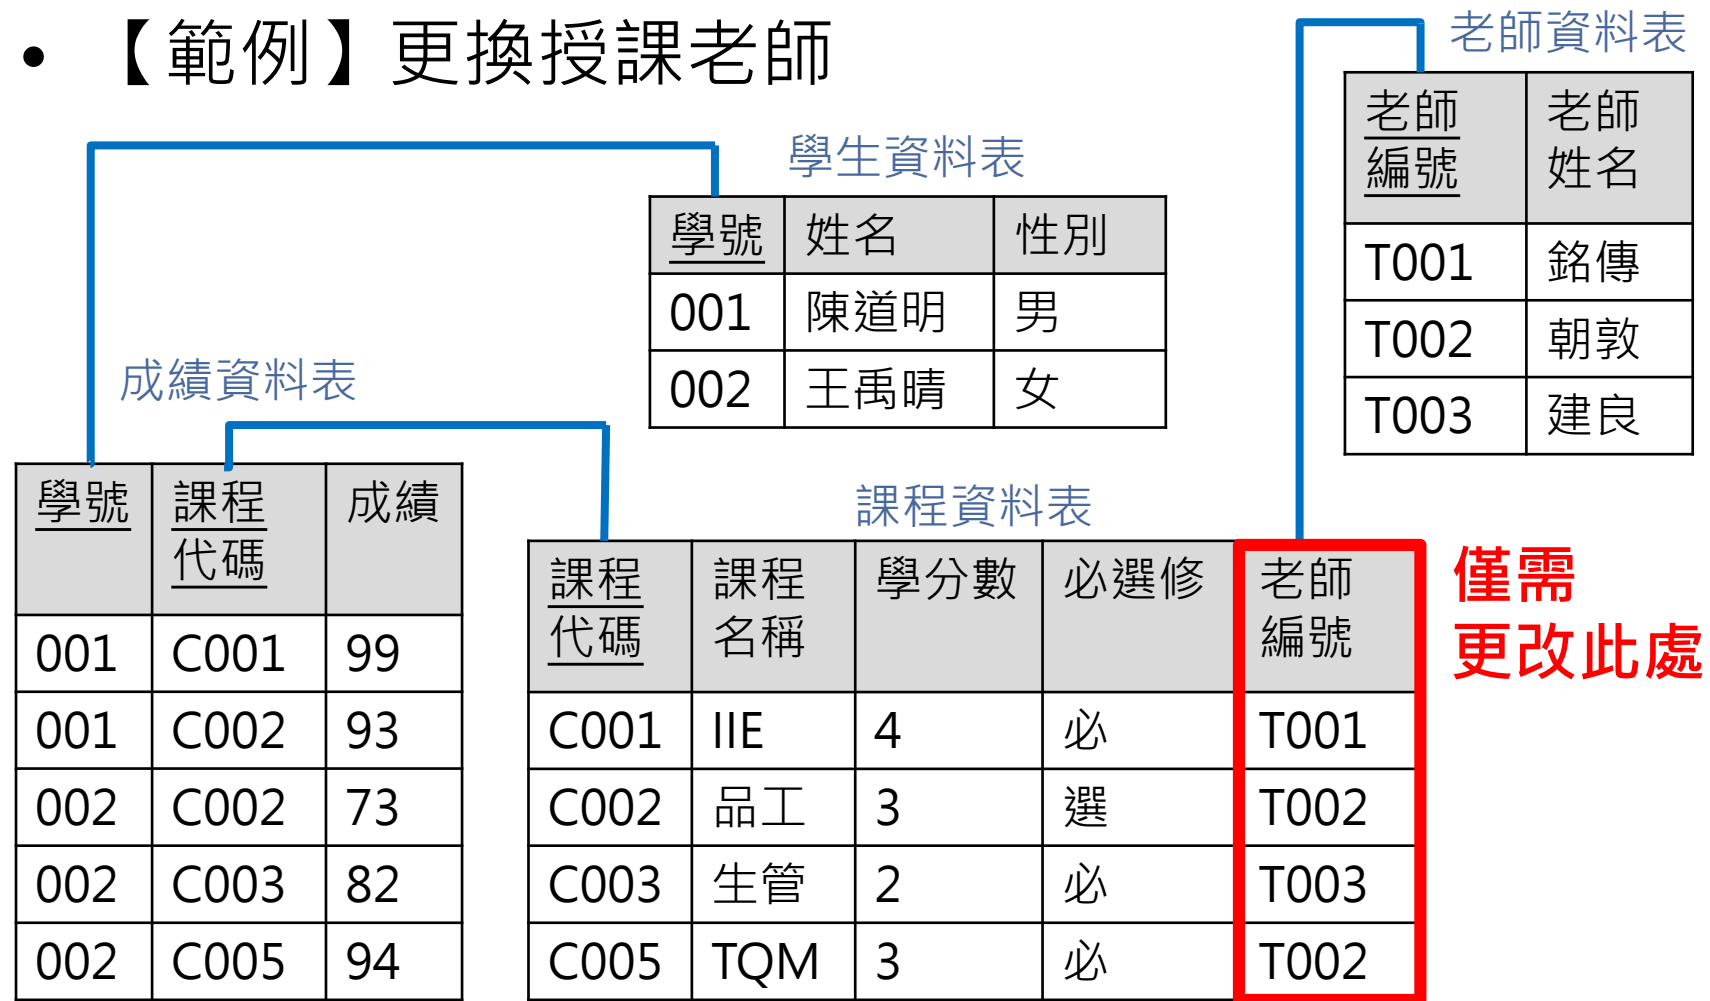 • 【範例】更換授課老師
老師資料表
老師編號 老師姓名
T001 銘傳
T002 朝敦
T003 建良
學生資料表
學號 姓名 性別
001 陳道明 男
002 王禹晴 女
成績資料表
學號 課程代碼 成績
001 C001 99
001 C002 93
002 C002 73
002 C003 82
002 C005 94
課程資料表
課程代碼 課程名稱 學分數 必選修 老師編號
C001 IIE 4 必 T001
C002 品工 3 選 T002
C003 生管 2 必 T003
C005 TQM 3 必 T002
僅需
更改此處